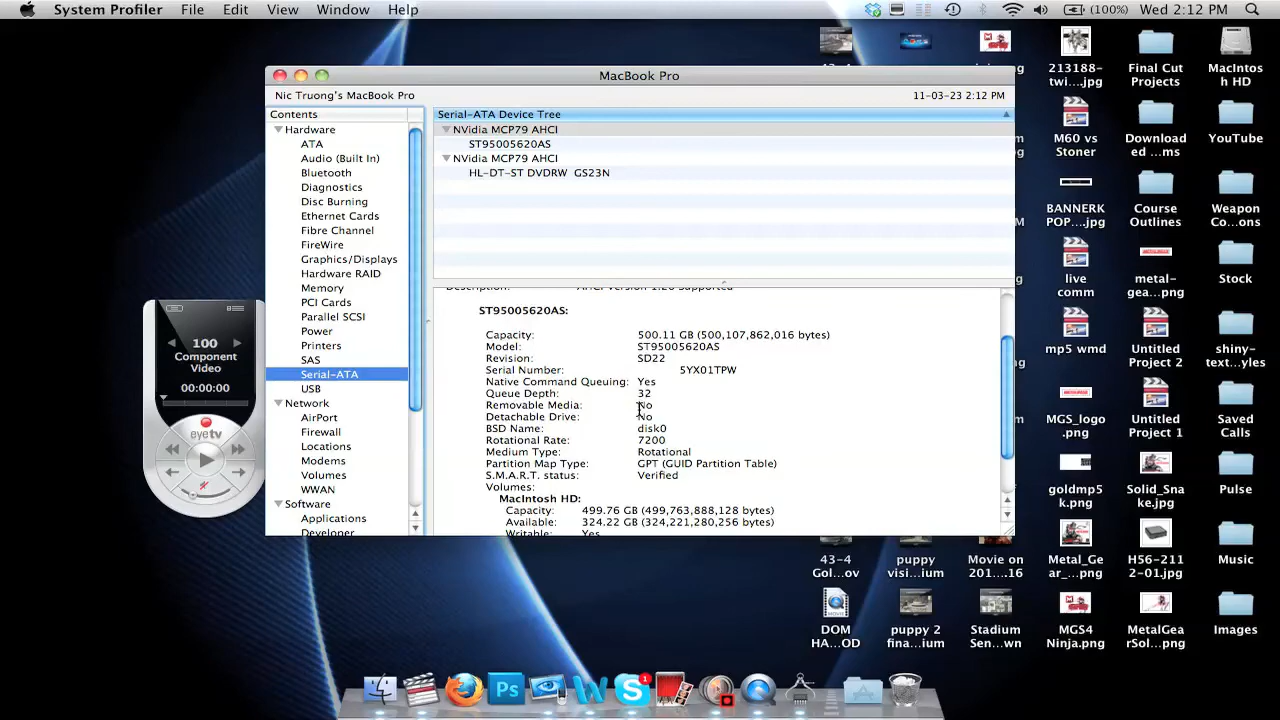 System Profiler File Edit View Window Help
(100%) Wed 2:12 PM
MacBook Pro
Nic Truong's MacBook Pro
11-03-23 2:12 PM
Contents
Hardware
ATA
Audio (Built In)
Bluetooth
Diagnostics
Disc Burning
Ethernet Cards
Fibre Channel
FireWire
Graphics/Displays
Hardware RAID
Memory
PCI Cards
Parallel SCSI
Power
Printers
SAS
Serial-ATA
USB
Network
AirPort
Firewall
Locations
Modems
Volumes
WWAN
Software
Applications
Developer
Serial-ATA Device Tree
NVidia MCP79 AHCI
ST95005620AS
NVidia MCP79 AHCI
HL-DT-ST DVDRW GS23N
Description: AHCI Version 1.20 Supported
ST95005620AS:
Capacity: 500.11 GB (500,107,862,016 bytes)
Model: ST95005620AS
Revision: SD22
Serial Number: 5YX01TPW
Native Command Queuing: Yes
Queue Depth: 32
Removable Media: No
Detachable Drive: No
BSD Name: disk0
Rotational Rate: 7200
Medium Type: Rotational
Partition Map Type: GPT (GUID Partition Table)
S.M.A.R.T. status: Verified
Volumes:
MacIntosh HD:
Capacity: 499.76 GB (499,763,888,128 bytes)
Available: 324.22 GB (324,221,280,256 bytes)
Writable: Yes
100
Component
Video
00:00:00
eyetv
213188-
twi...jpg
Final Cut
Projects
MacIntos
h HD
M60 vs
Stoner
Download
ed ...ms
YouTube
BANNERK
POP...jpg
Course
Outlines
Weapon
Co...ons
live
comm
metal-
gea...png
Stock
mp5 wmd
Untitled
Project 2
shiny-
text...yles
MGS_logo
.png
Untitled
Project 1
Saved
Calls
goldmp5
k.png
Solid_Sna
ke.jpg
Pulse
43-4
Gol...ov
puppy
visi...ium
Movie on
201....16
Metal_Ge
ar_...png
H56-211
2-01.jpg
Music
DOM
HA...OD
puppy 2
fina...ium
Stadium
Sen...wn
MGS4
Ninja.png
MetalGear
Sol...png
Images
Ps
1